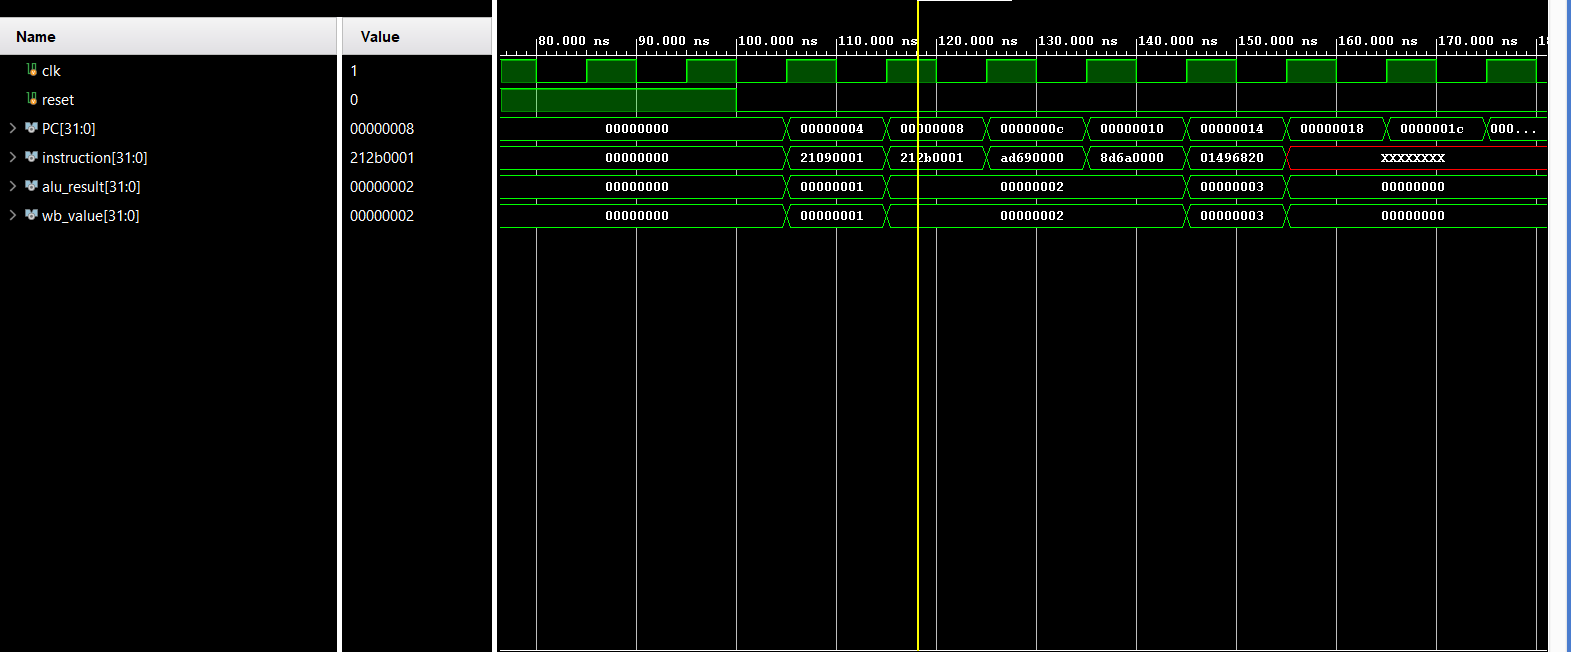 Name Value 80.000 ns 90.000 ns 100.000 ns 110.000 ns 120.000 ns 130.000 ns 140.000 ns 150.000 ns 160.000 ns 170.000 ns
clk 1
reset 0
PC[31:0] 00000008 00000000 00000004 00000008 0000000c 00000010 00000014 00000018 0000001c 000...
instruction[31:0] 212b0001 00000000 21090001 212b0001 ad690000 8d6a0000 01496820 XXXXXXXX
alu_result[31:0] 00000002 00000000 00000001 00000002 00000003 00000000
wb_value[31:0] 00000002 00000000 00000001 00000002 00000003 00000000